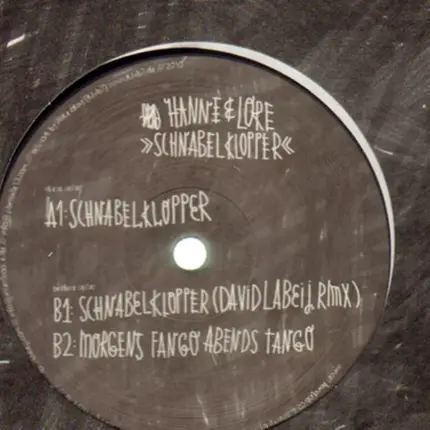 HANNE & LORE
»SCHNABELKLOPPER«
A1: SCHNABELKLOPPER
B1: SCHNABELKLOPPER (DAVID LABEIJ RMX)
B2: MORGENS FANGO ABENDS TANGO